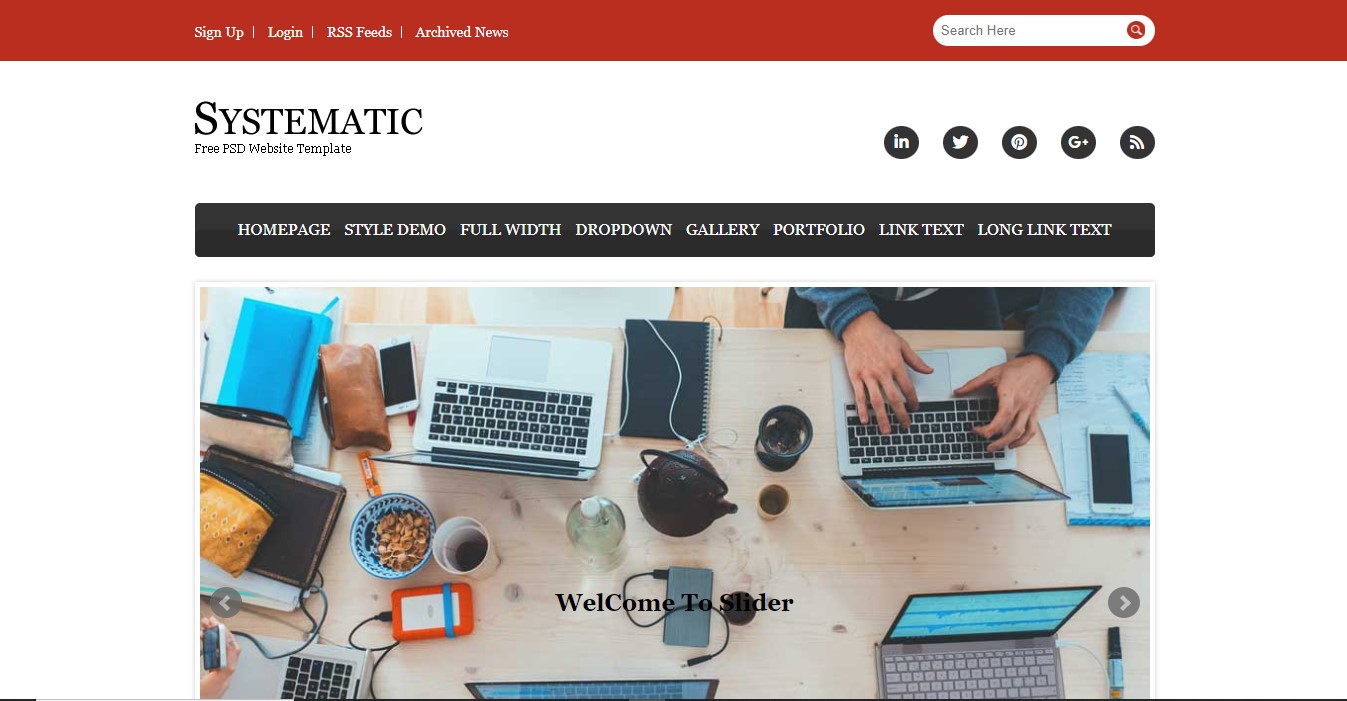 Sign Up | Login | RSS Feeds | Archived News
Search Here
SYSTEMATIC
Free PSD Website Template
in
G+
HOMEPAGE STYLE DEMO FULL WIDTH DROPDOWN GALLERY PORTFOLIO LINK TEXT LONG LINK TEXT
WelCome To Slider